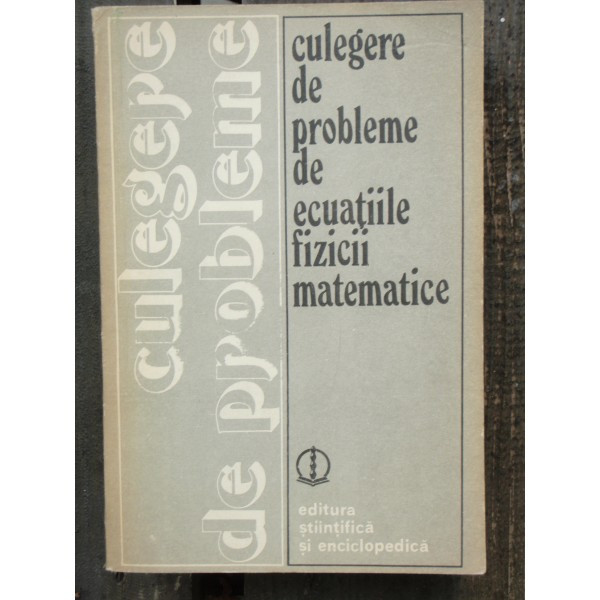 culegere
de probleme
culegere
de
probleme
de
ecuațiile
fizicii
matematice
editura
științifică
și enciclopedică